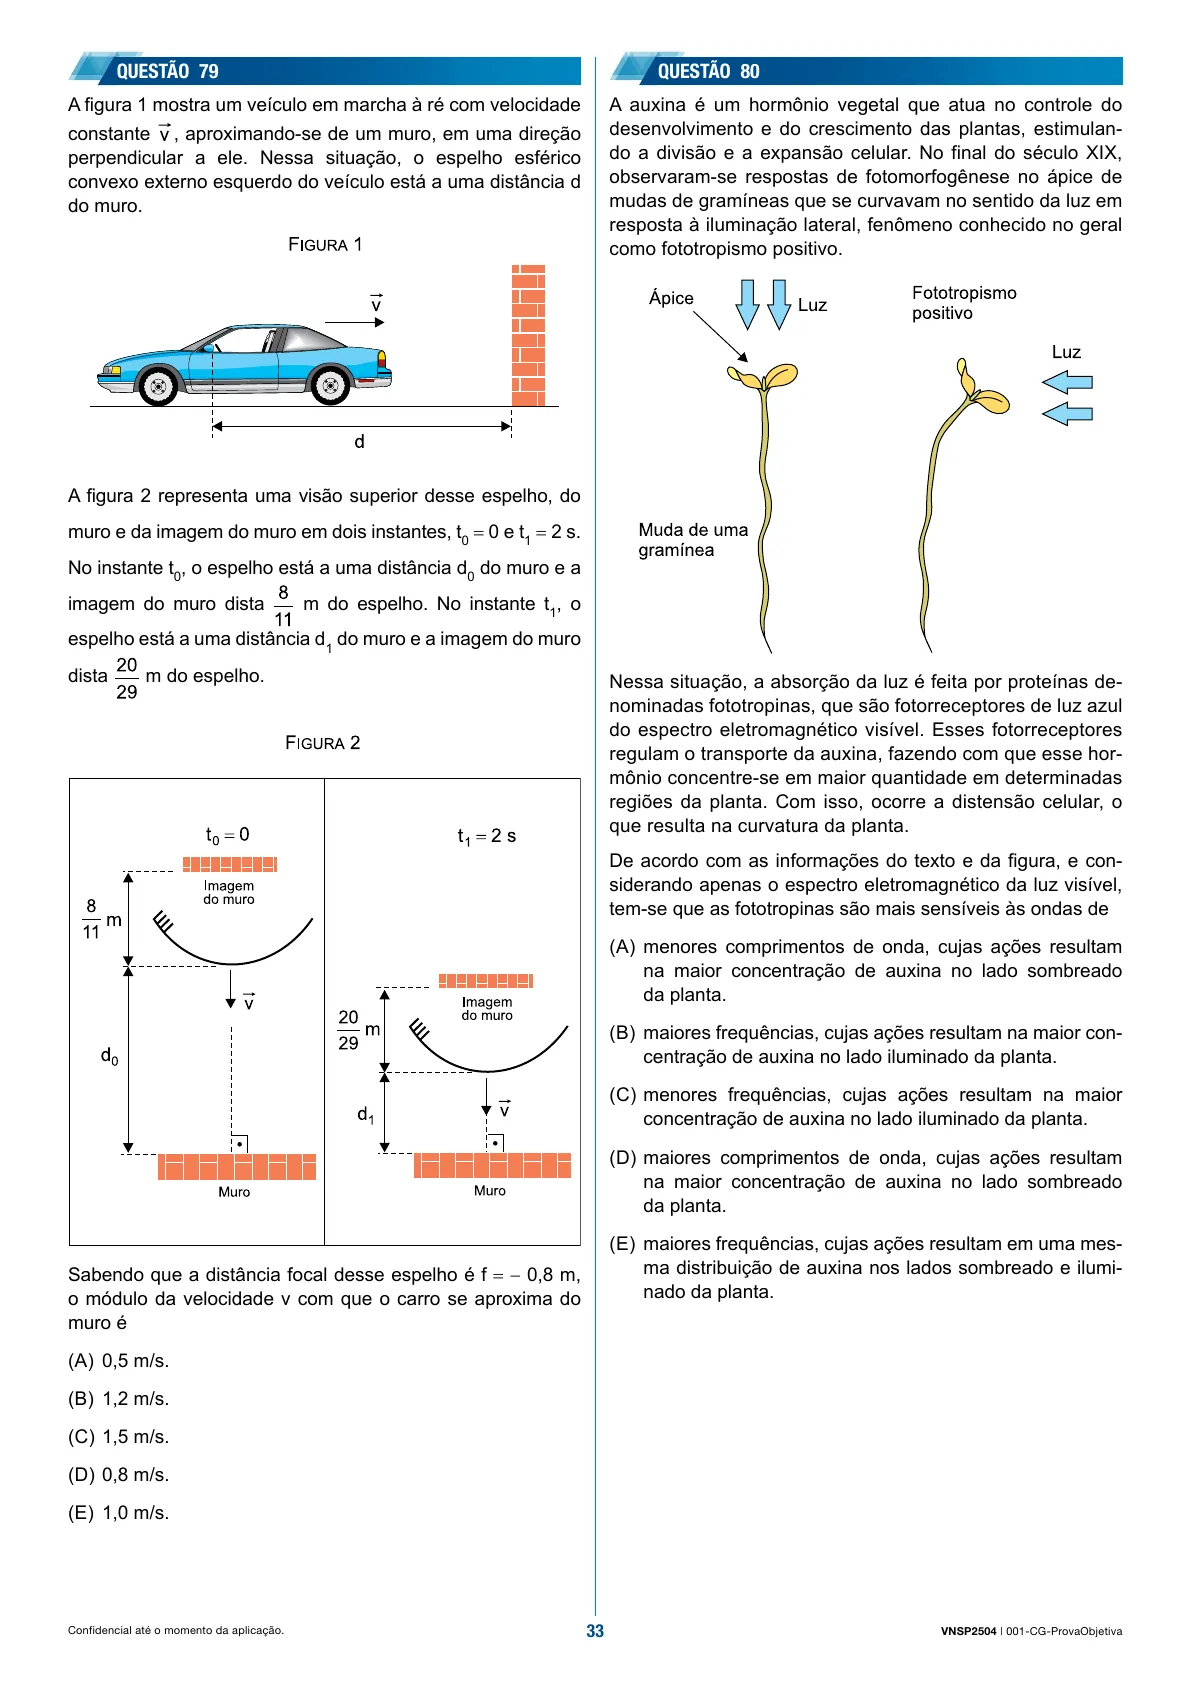 QUESTÃO 79
A figura 1 mostra um veículo em marcha à ré com velocidade
constante v⃗, aproximando-se de um muro, em uma direção
perpendicular a ele. Nessa situação, o espelho esférico
convexo externo esquerdo do veículo está a uma distância d
do muro.
FIGURA 1
v⃗
d
A figura 2 representa uma visão superior desse espelho, do
muro e da imagem do muro em dois instantes, t0 = 0 e t1 = 2 s.
No instante t0, o espelho está a uma distância d0 do muro e a
imagem do muro dista 8/11 m do espelho. No instante t1, o
espelho está a uma distância d1 do muro e a imagem do muro
dista 20/29 m do espelho.
FIGURA 2
t0 = 0
Imagem
do muro
8/11 m
v⃗
d0
Muro
t1 = 2 s
Imagem
do muro
20/29 m
v⃗
d1
Muro
Sabendo que a distância focal desse espelho é f = – 0,8 m,
o módulo da velocidade v com que o carro se aproxima do
muro é
(A) 0,5 m/s.
(B) 1,2 m/s.
(C) 1,5 m/s.
(D) 0,8 m/s.
(E) 1,0 m/s.
QUESTÃO 80
A auxina é um hormônio vegetal que atua no controle do
desenvolvimento e do crescimento das plantas, estimulan-
do a divisão e a expansão celular. No final do século XIX,
observaram-se respostas de fotomorfogênese no ápice de
mudas de gramíneas que se curvavam no sentido da luz em
resposta à iluminação lateral, fenômeno conhecido no geral
como fototropismo positivo.
Ápice
Luz
Fototropismo
positivo
Luz
Muda de uma
gramínea
Nessa situação, a absorção da luz é feita por proteínas de-
nominadas fototropinas, que são fotorreceptores de luz azul
do espectro eletromagnético visível. Esses fotorreceptores
regulam o transporte da auxina, fazendo com que esse hor-
mônio concentre-se em maior quantidade em determinadas
regiões da planta. Com isso, ocorre a distensão celular, o
que resulta na curvatura da planta.
De acordo com as informações do texto e da figura, e con-
siderando apenas o espectro eletromagnético da luz visível,
tem-se que as fototropinas são mais sensíveis às ondas de
(A) menores comprimentos de onda, cujas ações resultam
na maior concentração de auxina no lado sombreado
da planta.
(B) maiores frequências, cujas ações resultam na maior con-
centração de auxina no lado iluminado da planta.
(C) menores frequências, cujas ações resultam na maior
concentração de auxina no lado iluminado da planta.
(D) maiores comprimentos de onda, cujas ações resultam
na maior concentração de auxina no lado sombreado
da planta.
(E) maiores frequências, cujas ações resultam em uma mes-
ma distribuição de auxina nos lados sombreado e ilumi-
nado da planta.
Confidencial até o momento da aplicação.
33
VNSP2504 | 001-CG-ProvaObjetiva